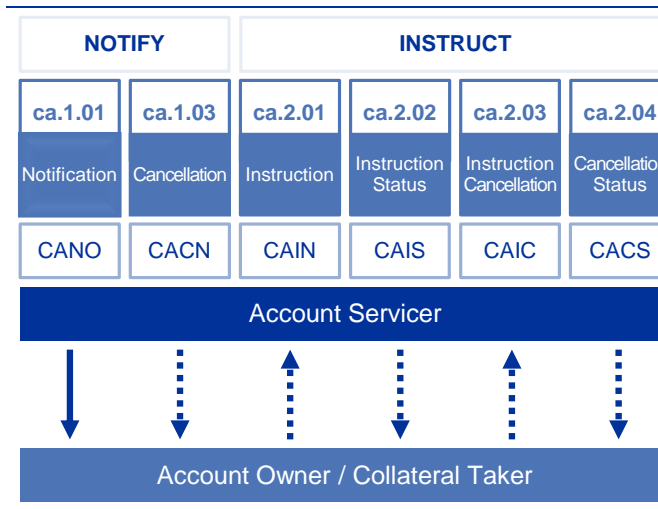 NOTIFY INSTRUCT
ca.1.01 ca.1.03 ca.2.01 ca.2.02 ca.2.03 ca.2.04
Notification Cancellation Instruction Instruction Status Instruction Cancellation Cancellatio Status
CANO CACN CAIN CAIS CAIC CACS
Account Servicer
Account Owner / Collateral Taker